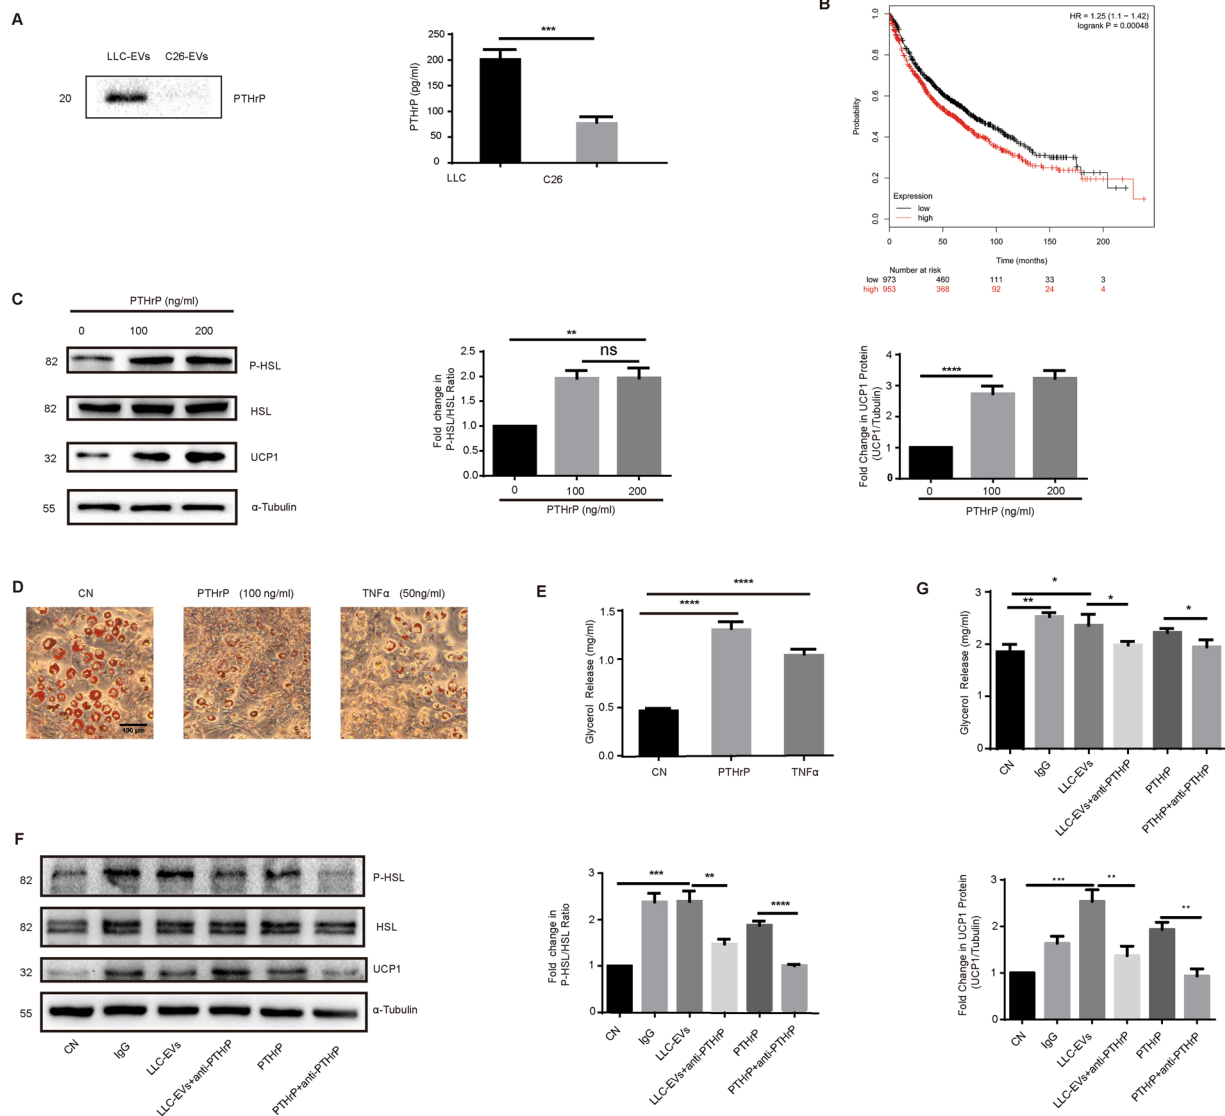 A
LLC-EVs C26-EVs
20
PTHrP
***
PTHrP (pg/ml)
250
200
150
100
50
0
LLC
C26
B
HR = 1.25 (1.1 − 1.42)
logrank P = 0.00048
Probability
1.0
0.8
0.6
0.4
0.2
0.0
Expression
low
high
0 50 100 150 200
Time (months)
Number at risk
low 973 460 111 33 3
high 953 368 92 24 4
C
PTHrP (ng/ml)
0 100 200
82
P-HSL
82
HSL
32
UCP1
55
α-Tubulin
**
ns
Fold change in
P-HSL/HSL Ratio
2.5
2.0
1.5
1.0
0.5
0.0
0 100 200
PTHrP (ng/ml)
****
Fold Change in UCP1 Protein
(UCP1/Tubulin)
4
3
2
1
0
0 100 200
PTHrP (ng/ml)
D
CN
PTHrP (100 ng/ml)
TNFα (50ng/ml)
100 μm
E
****
****
Glycerol Release (mg/ml)
1.5
1.0
0.5
0.0
CN PTHrP TNFα
G
*
**
*
*
Glycerol Release (mg/ml)
3
2
1
0
CN
IgG
LLC-EVs
LLC-EVs+anti-PTHrP
PTHrP
PTHrP+anti-PTHrP
F
82
P-HSL
82
HSL
32
UCP1
55
α-Tubulin
CN
IgG
LLC-EVs
LLC-EVs+anti-PTHrP
PTHrP
PTHrP+anti-PTHrP
***
**
****
Fold change in
P-HSL/HSL Ratio
3
2
1
0
CN
IgG
LLC-EVs
LLC-EVs+anti-PTHrP
PTHrP
PTHrP+anti-PTHrP
***
**
**
Fold Change in UCP1 Protein
(UCP1/Tubulin)
3
2
1
0
CN
IgG
LLC-EVs
LLC-EVs+anti-PTHrP
PTHrP
PTHrP+anti-PTHrP